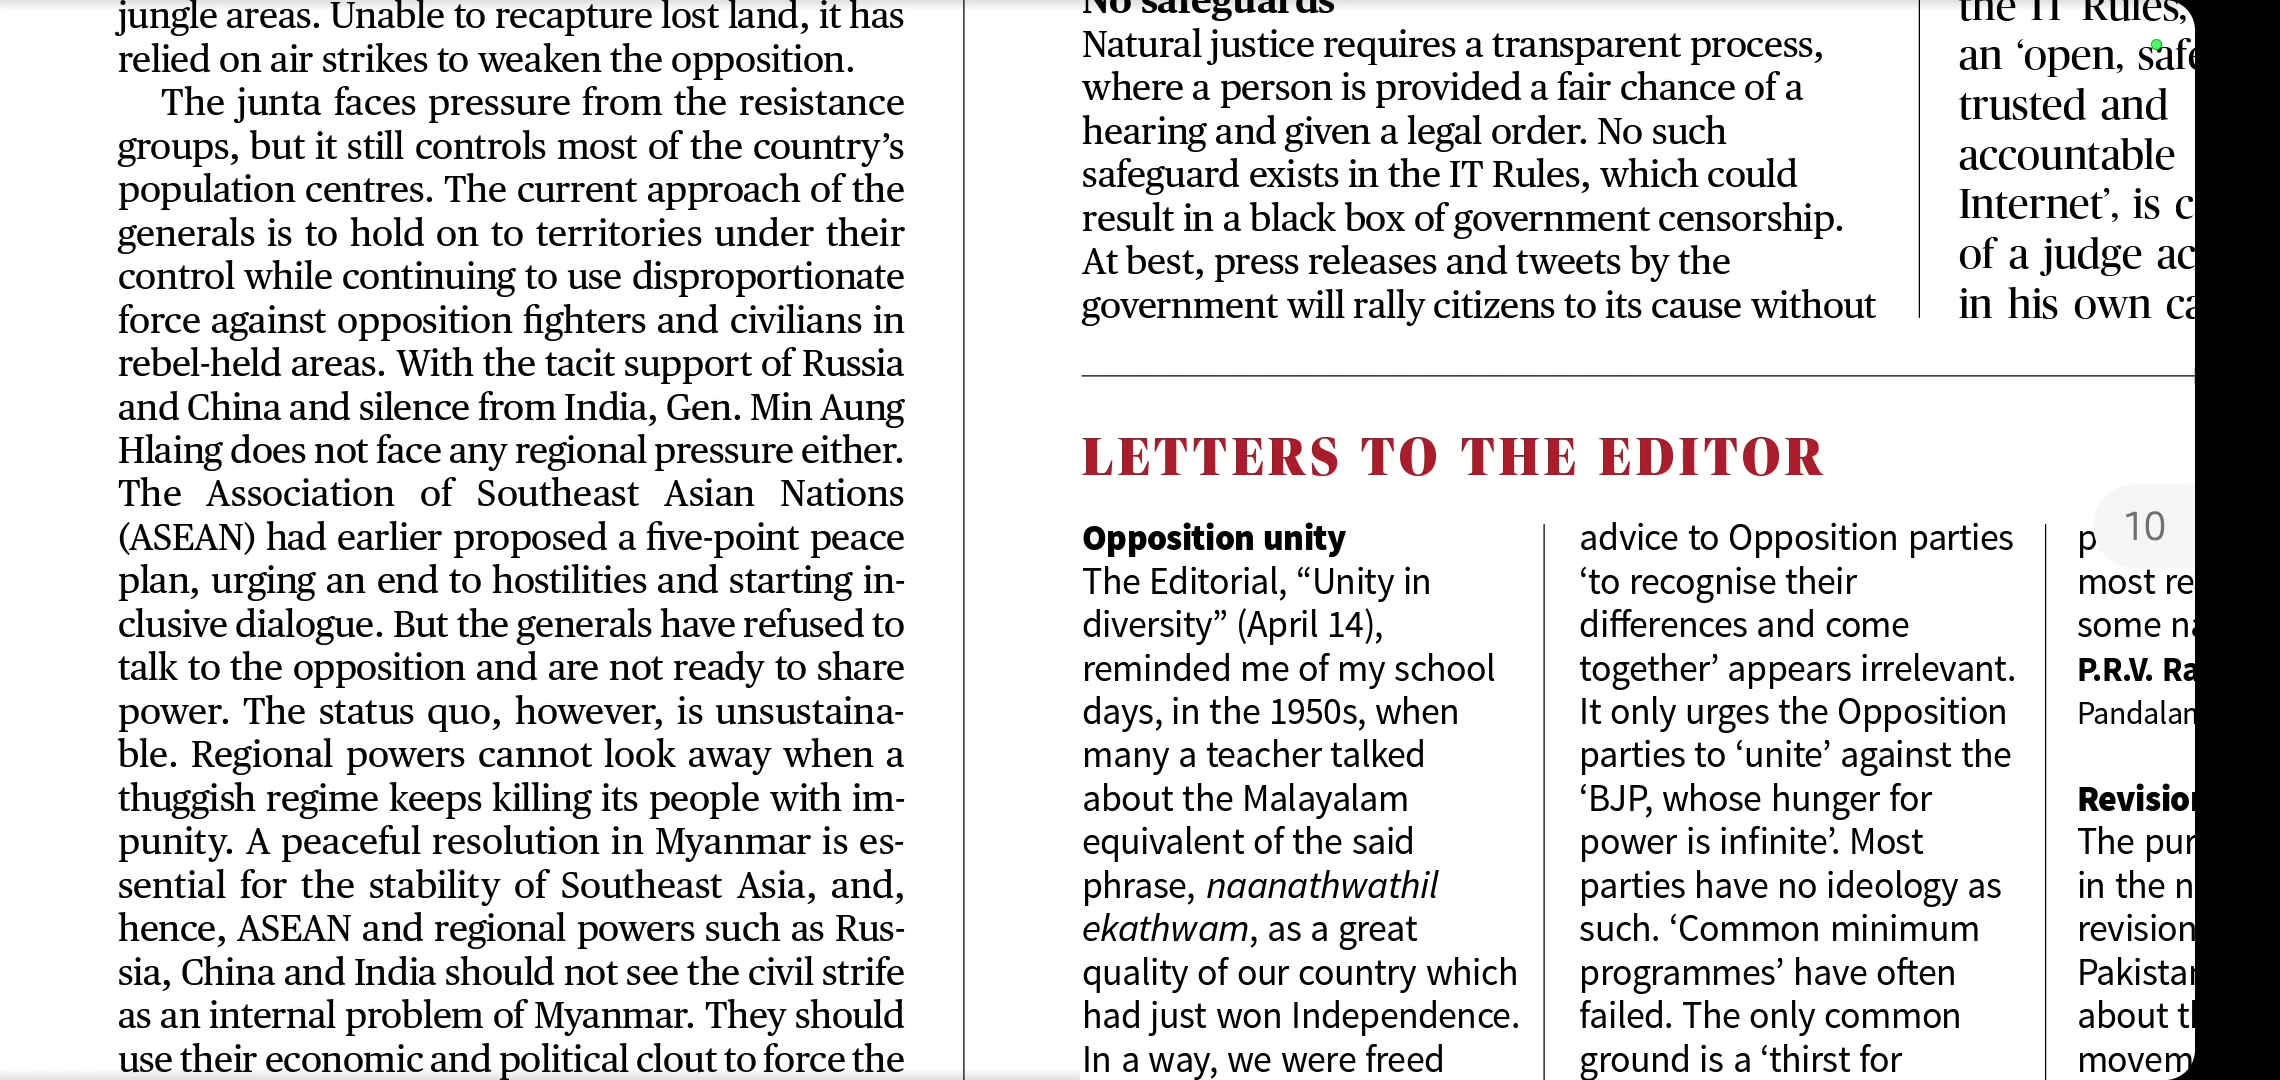 jungle areas. Unable to recapture lost land, it has
relied on air strikes to weaken the opposition.
The junta faces pressure from the resistance
groups, but it still controls most of the country’s
population centres. The current approach of the
generals is to hold on to territories under their
control while continuing to use disproportionate
force against opposition fighters and civilians in
rebel-held areas. With the tacit support of Russia
and China and silence from India, Gen. Min Aung
Hlaing does not face any regional pressure either.
The Association of Southeast Asian Nations
(ASEAN) had earlier proposed a five-point peace
plan, urging an end to hostilities and starting in-
clusive dialogue. But the generals have refused to
talk to the opposition and are not ready to share
power. The status quo, however, is unsustaina-
ble. Regional powers cannot look away when a
thuggish regime keeps killing its people with im-
punity. A peaceful resolution in Myanmar is es-
sential for the stability of Southeast Asia, and,
hence, ASEAN and regional powers such as Rus-
sia, China and India should not see the civil strife
as an internal problem of Myanmar. They should
use their economic and political clout to force the
No safeguards
Natural justice requires a transparent process,
where a person is provided a fair chance of a
hearing and given a legal order. No such
safeguard exists in the IT Rules, which could
result in a black box of government censorship.
At best, press releases and tweets by the
government will rally citizens to its cause without
the IT Rules,
an ‘open, safe
trusted and
accountable
Internet’, is
of a judge
in his own
LETTERS TO THE EDITOR
Opposition unity
The Editorial, “Unity in
diversity” (April 14),
reminded me of my school
days, in the 1950s, when
many a teacher talked
about the Malayalam
equivalent of the said
phrase, naanathwathil
ekathwam, as a great
quality of our country which
had just won Independence.
In a way, we were freed
advice to Opposition parties
‘to recognise their
differences and come
together’ appears irrelevant.
It only urges the Opposition
parties to ‘unite’ against the
‘BJP, whose hunger for
power is infinite’. Most
parties have no ideology as
such. ‘Common minimum
programmes’ have often
failed. The only common
ground is a ‘thirst for
10
most
some
P.R.V.
The
in the
about